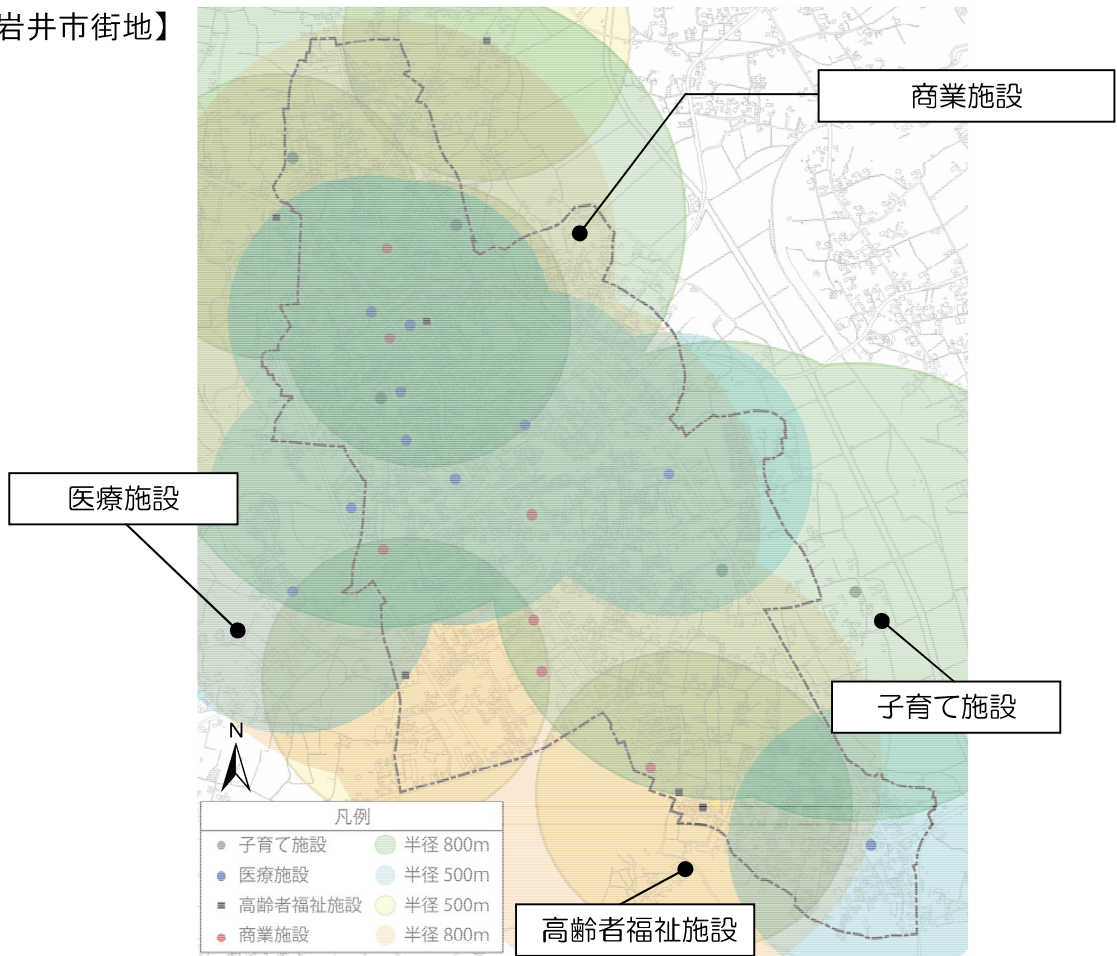 岩井市街地】
商業施設
医療施設
子育て施設
N
凡例
子育て施設 半径 800m
医療施設 半径 500m
高齢者福祉施設 半径 500m
商業施設 半径 800m
高齢者福祉施設